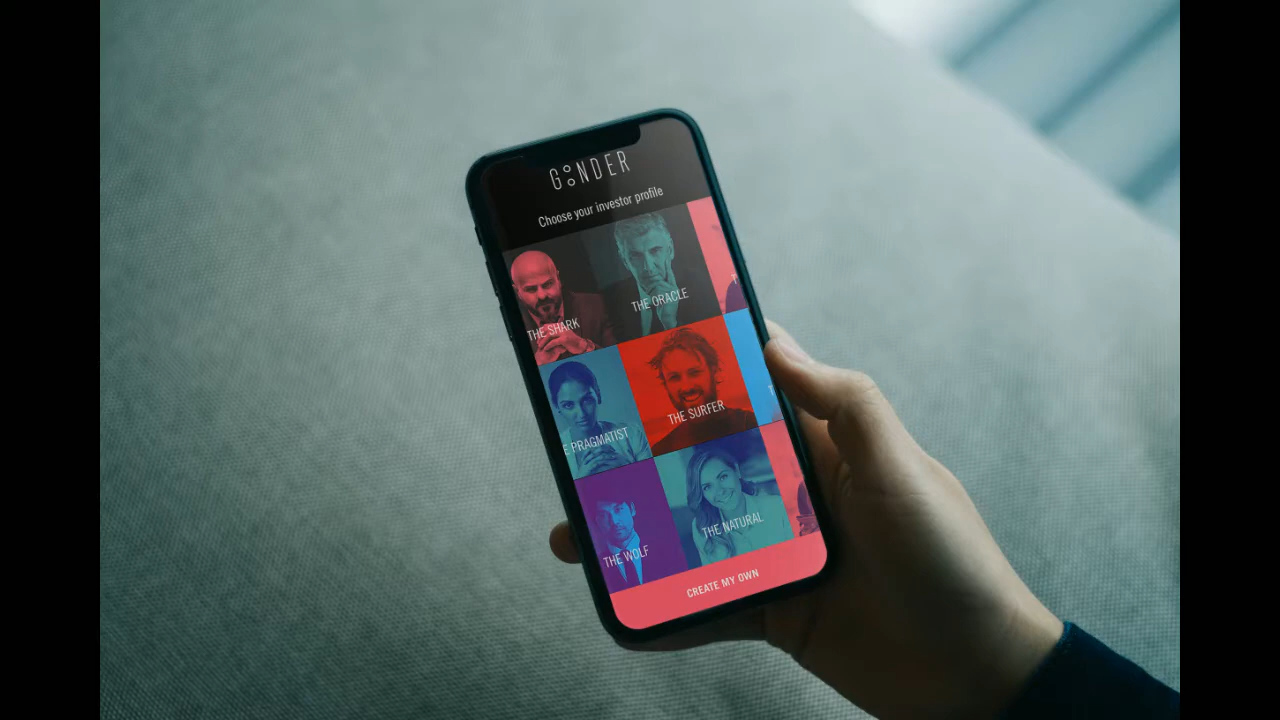 GONDER
Choose your investor profile
THE SHARK
THE ORACLE
E PRAGMATIST
THE SURFER
THE WOLF
THE NATURAL
CREATE MY OWN